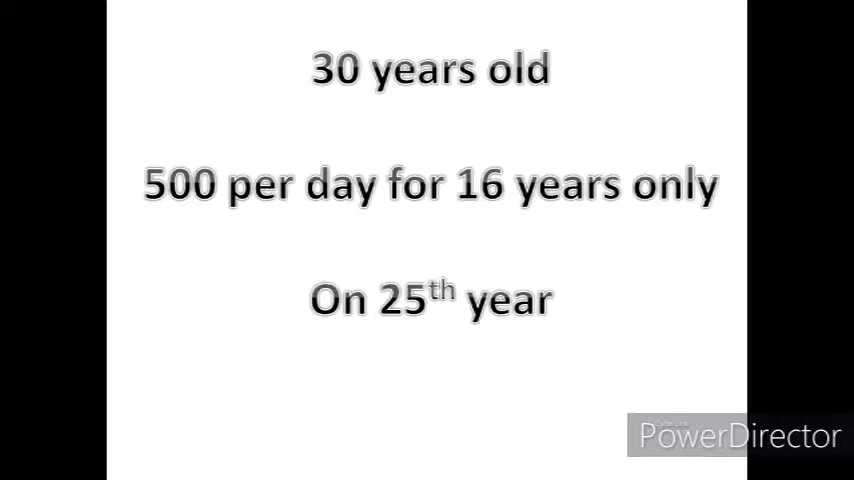 30 years old
500 per day for 16 years only
On 25th year
PowerDirector